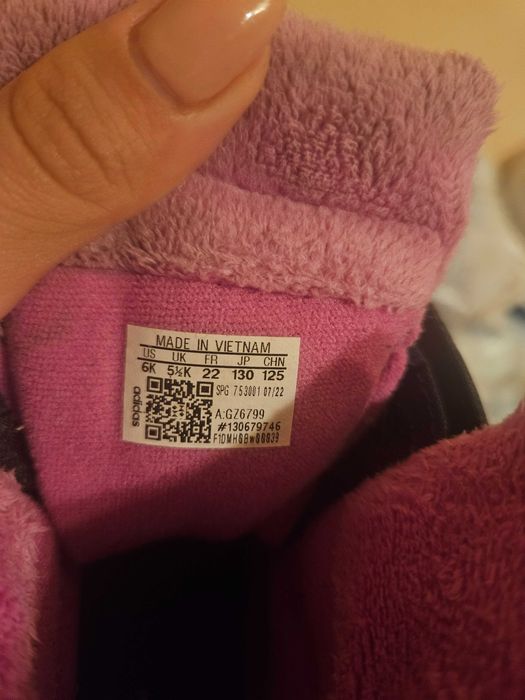 MADE IN VIETNAM
US UK FR JP CHN
6K 5½K 22 130 125
SPG 753001 07/22
adidas
A:GZ6799
#130679746